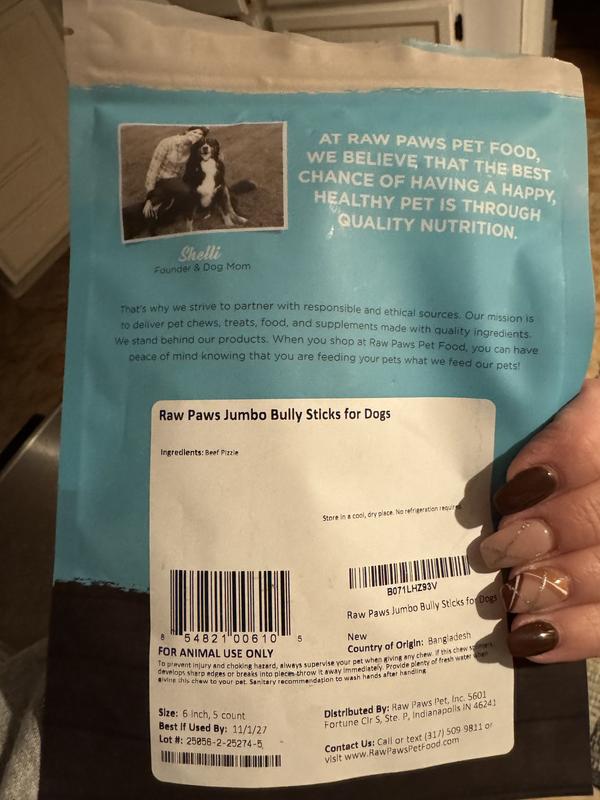 AT RAW PAWS PET FOOD,
WE BELIEVE THAT THE BEST
CHANCE OF HAVING A HAPPY,
HEALTHY PET IS THROUGH
QUALITY NUTRITION.
Shelli
Founder & Dog Mom
That's why we strive to partner with responsible and ethical sources. Our mission is
to deliver pet chews, treats, food, and supplements made with quality ingredients.
We stand behind our products. When you shop at Raw Paws Pet Food, you can have
peace of mind knowing that you are feeding your pets what we feed our pets!
Raw Paws Jumbo Bully Sticks for Dogs
Ingredients: Beef Pizzle
Store in a cool, dry place. No refrigeration
8 54821 00610 5
B071LHZ93V
Raw Paws Jumbo Bully Sticks for Dogs
New
Country of Origin: Bangladesh
FOR ANIMAL USE ONLY
To prevent injury and choking hazard, always supervise your pet when giving any chew. If this chew splinters,
develops sharp edges or breaks into pieces throw it away immediately. Provide plenty of fresh water when
giving this chew to your pet. Sanitary recommendation to wash hands after handling
Size: 6 inch, 5 count
Best If Used By: 11/1/27
Lot #: 25056-2-25274-5,
Distributed By: Raw Paws Pet, Inc. 5601
Fortune Cir S, Ste. P, Indianapolis IN 46241
Contact Us: Call or text (317) 509-9811 or
visit www.RawPawsPetFood.com